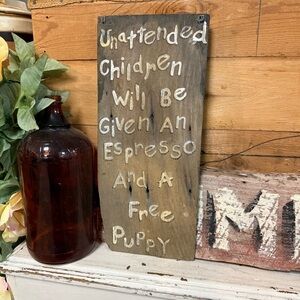 Unattended
Children
Will Be
Given An
Espresso
And A
Free
Puppy